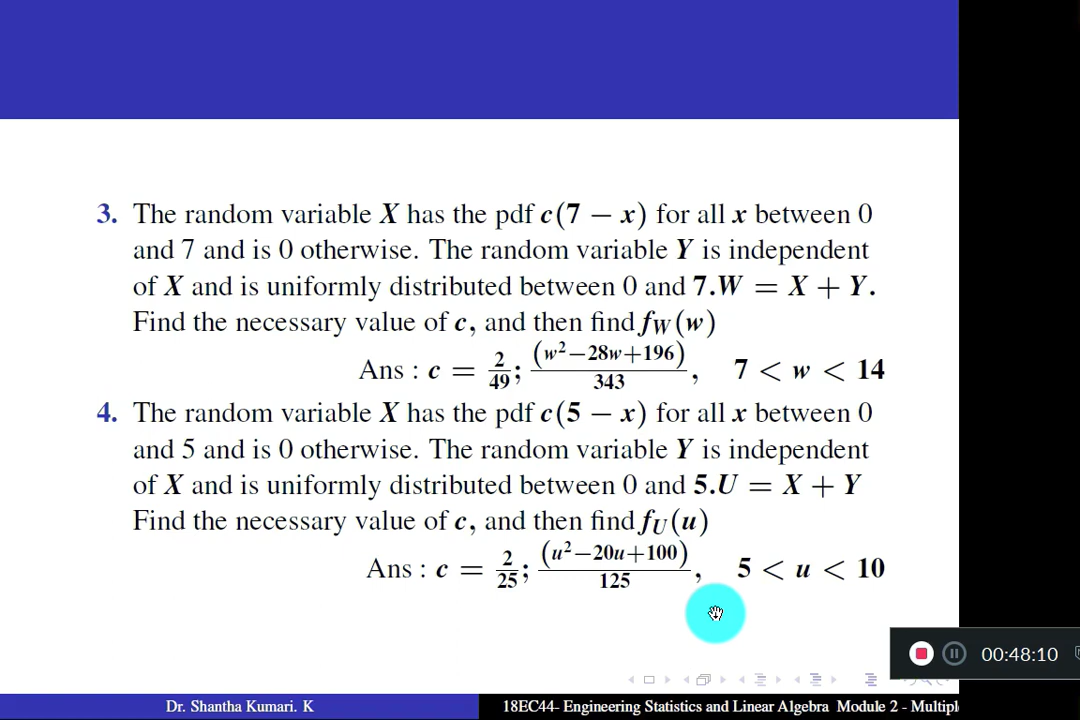 3. The random variable X has the pdf c(7 − x) for all x between 0
and 7 and is 0 otherwise. The random variable Y is independent
of X and is uniformly distributed between 0 and 7.W = X + Y.
Find the necessary value of c, and then find f_W(w)
Ans : c = 2/49; (w²−28w+196)/343, 7 < w < 14
4. The random variable X has the pdf c(5 − x) for all x between 0
and 5 and is 0 otherwise. The random variable Y is independent
of X and is uniformly distributed between 0 and 5.U = X + Y
Find the necessary value of c, and then find f_U(u)
Ans : c = 2/25; (u²−20u+100)/125, 5 < u < 10
00:48:10
Dr. Shantha Kumari. K 18EC44- Engineering Statistics and Linear Algebra Module 2 - Multiple